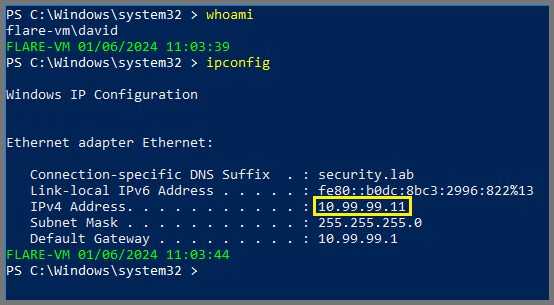 PS C:\Windows\system32 > whoami
flare-vm\david
FLARE-VM 01/06/2024 11:03:39
PS C:\Windows\system32 > ipconfig
Windows IP Configuration
Ethernet adapter Ethernet:
   Connection-specific DNS Suffix  . : security.lab
   Link-local IPv6 Address . . . . . : fe80::b0dc:8bc3:2996:822%13
   IPv4 Address. . . . . . . . . . . : 10.99.99.11
   Subnet Mask . . . . . . . . . . . : 255.255.255.0
   Default Gateway . . . . . . . . . : 10.99.99.1
FLARE-VM 01/06/2024 11:03:44
PS C:\Windows\system32 >